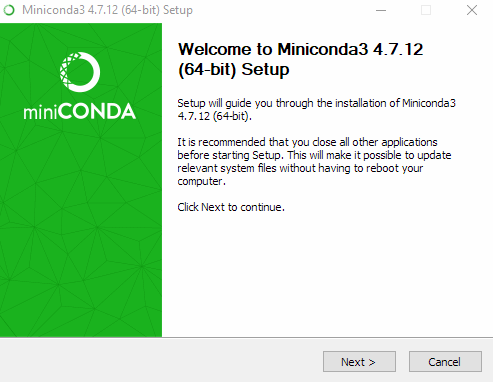 Miniconda3 4.7.12 (64-bit) Setup
miniCONDA
Welcome to Miniconda3 4.7.12
(64-bit) Setup
Setup will guide you through the installation of Miniconda3
4.7.12 (64-bit).
It is recommended that you close all other applications
before starting Setup. This will make it possible to update
relevant system files without having to reboot your
computer.
Click Next to continue.
Next >
Cancel